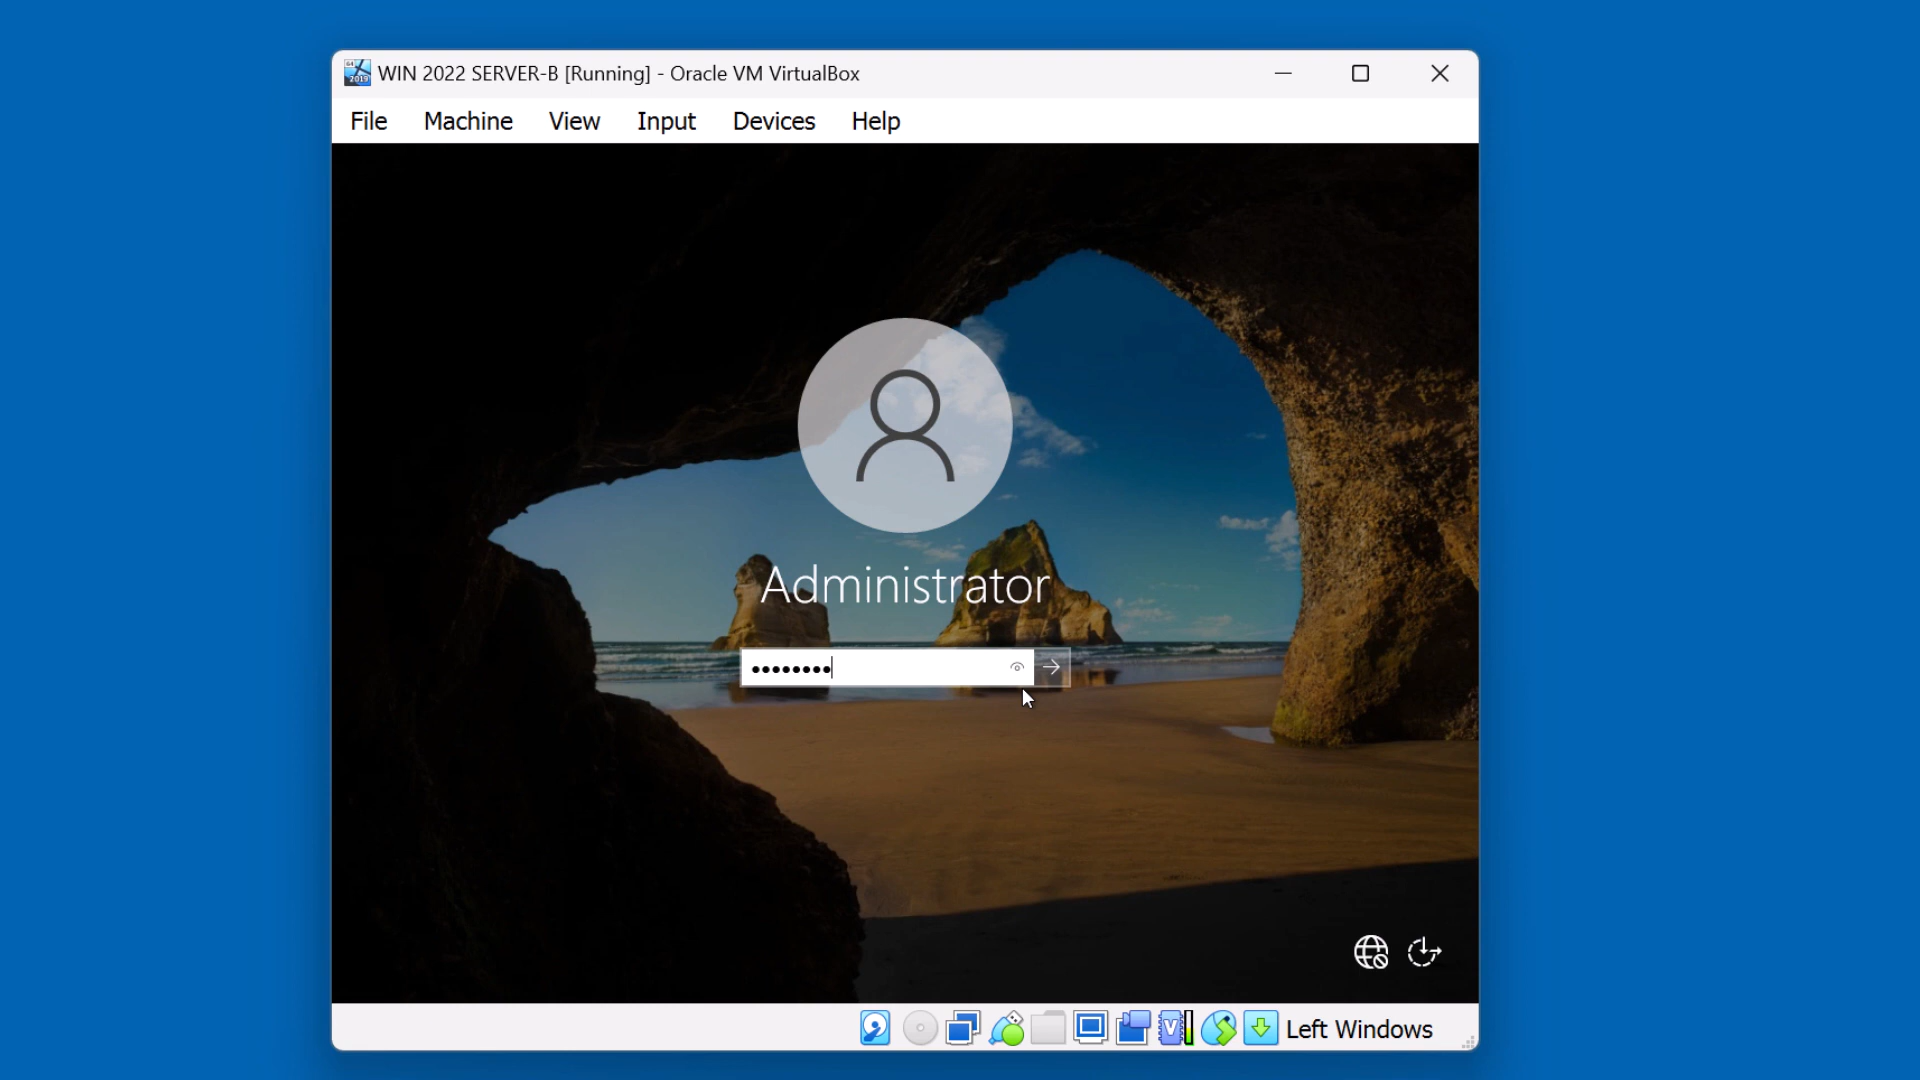 WIN 2022 SERVER-B [Running] - Oracle VM VirtualBox
File Machine View Input Devices Help
Administrator
••••••••
Left Windows